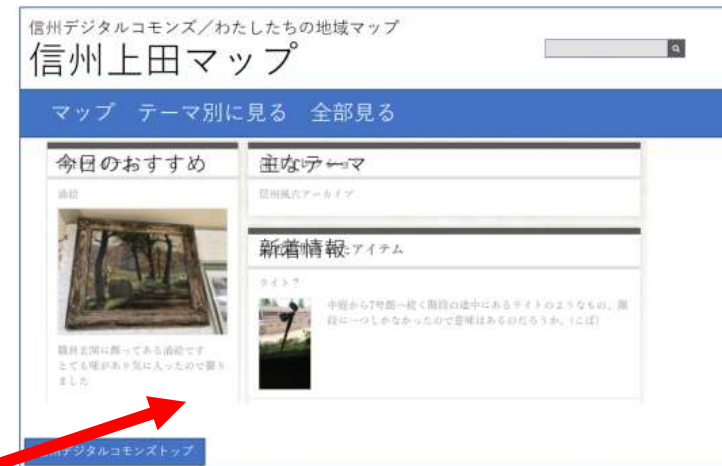 信州デジタルコモンズ/わたしたちの地域マップ
信州上田マップ
マップ　テーマ別に見る　全部見る
今日のおすすめ
油絵
職員玄関に飾ってある油絵です
とても味があり気に入ったので撮り
ました
主なテーマ
信州風穴アーカイブ
新着情報
たアイテム
ライト?
中庭から7号館へ続く階段の途中にあるライトのようなもの、階
段に一つしかなかったので意味はあるのだろうか。(こば)
信州デジタルコモンズトップ